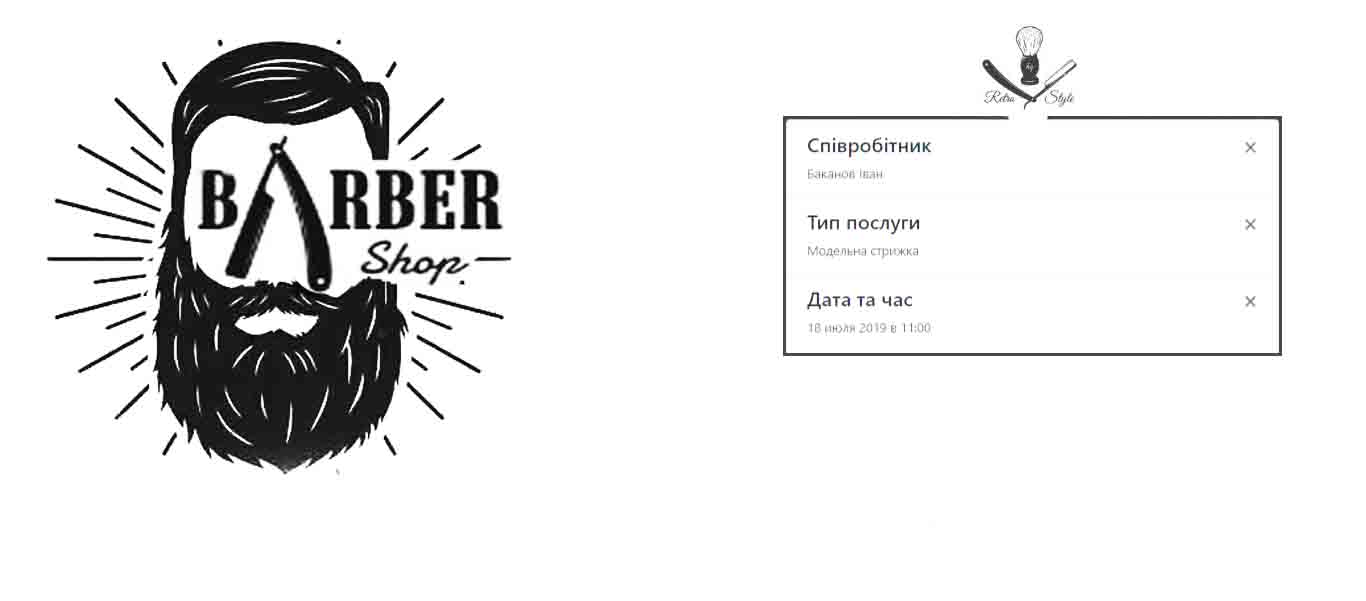 BARBER
Shop
Retro Style
Співробітник
Баканов Іван
Тип послуги
Модельна стрижка
Дата та час
18 июля 2019 в 11:00